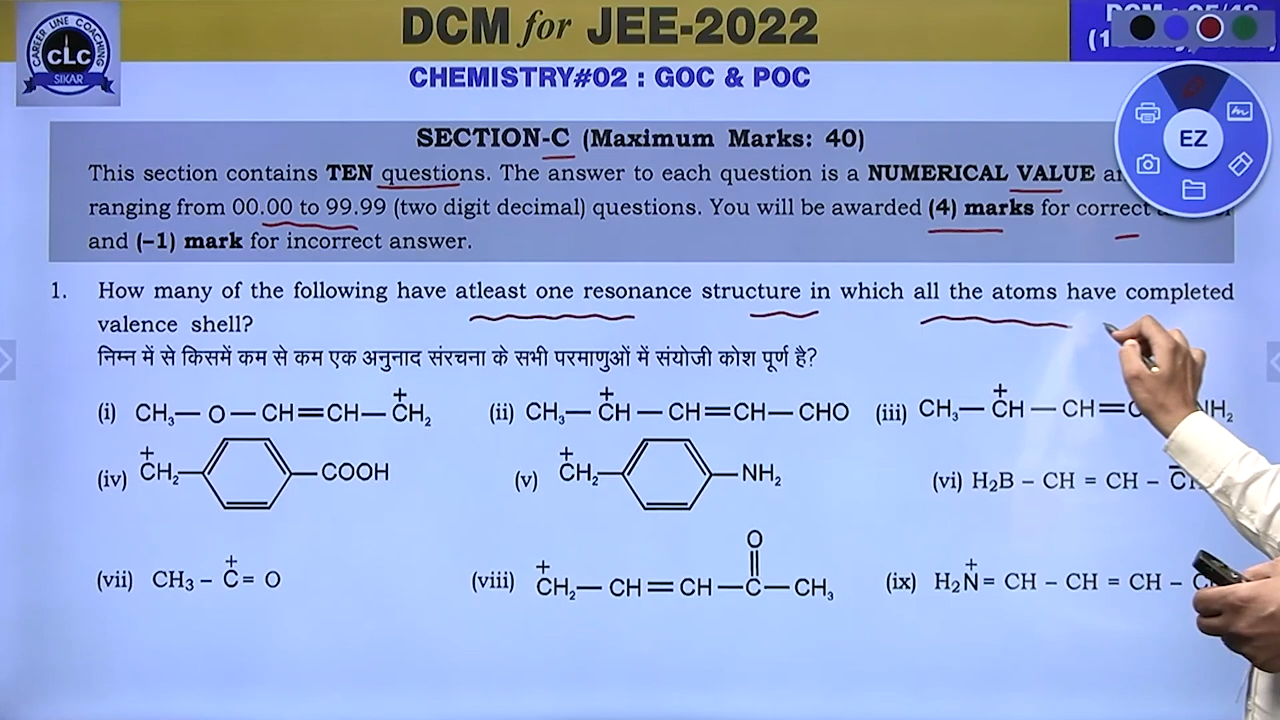 DCM for JEE-2022
CAREER LINE COACHING
CLC
SIKAR
CHEMISTRY#02 : GOC & POC
EZ
SECTION-C (Maximum Marks: 40)
This section contains TEN questions. The answer to each question is a NUMERICAL VALUE
ranging from 00.00 to 99.99 (two digit decimal) questions. You will be awarded (4) marks for correct
and (–1) mark for incorrect answer.
1. How many of the following have atleast one resonance structure in which all the atoms have completed
valence shell?
निम्न में से किसमें कम से कम एक अनुनाद संरचना के सभी परमाणुओं में संयोजी कोश पूर्ण है?
(i) CH₃—O—CH=CH—C⁺H₂ (ii) CH₃—C⁺H—CH=CH—CHO (iii) CH₃—C⁺H—CH= NH₂
(iv) C⁺H₂— —COOH (v) C⁺H₂— —NH₂ (vi) H₂B – CH = CH –
(vii) CH3 – C⁺= O (viii) C⁺H₂—CH=CH—C(=O)—CH₃ (ix) H₂N⁺= CH – CH = CH –